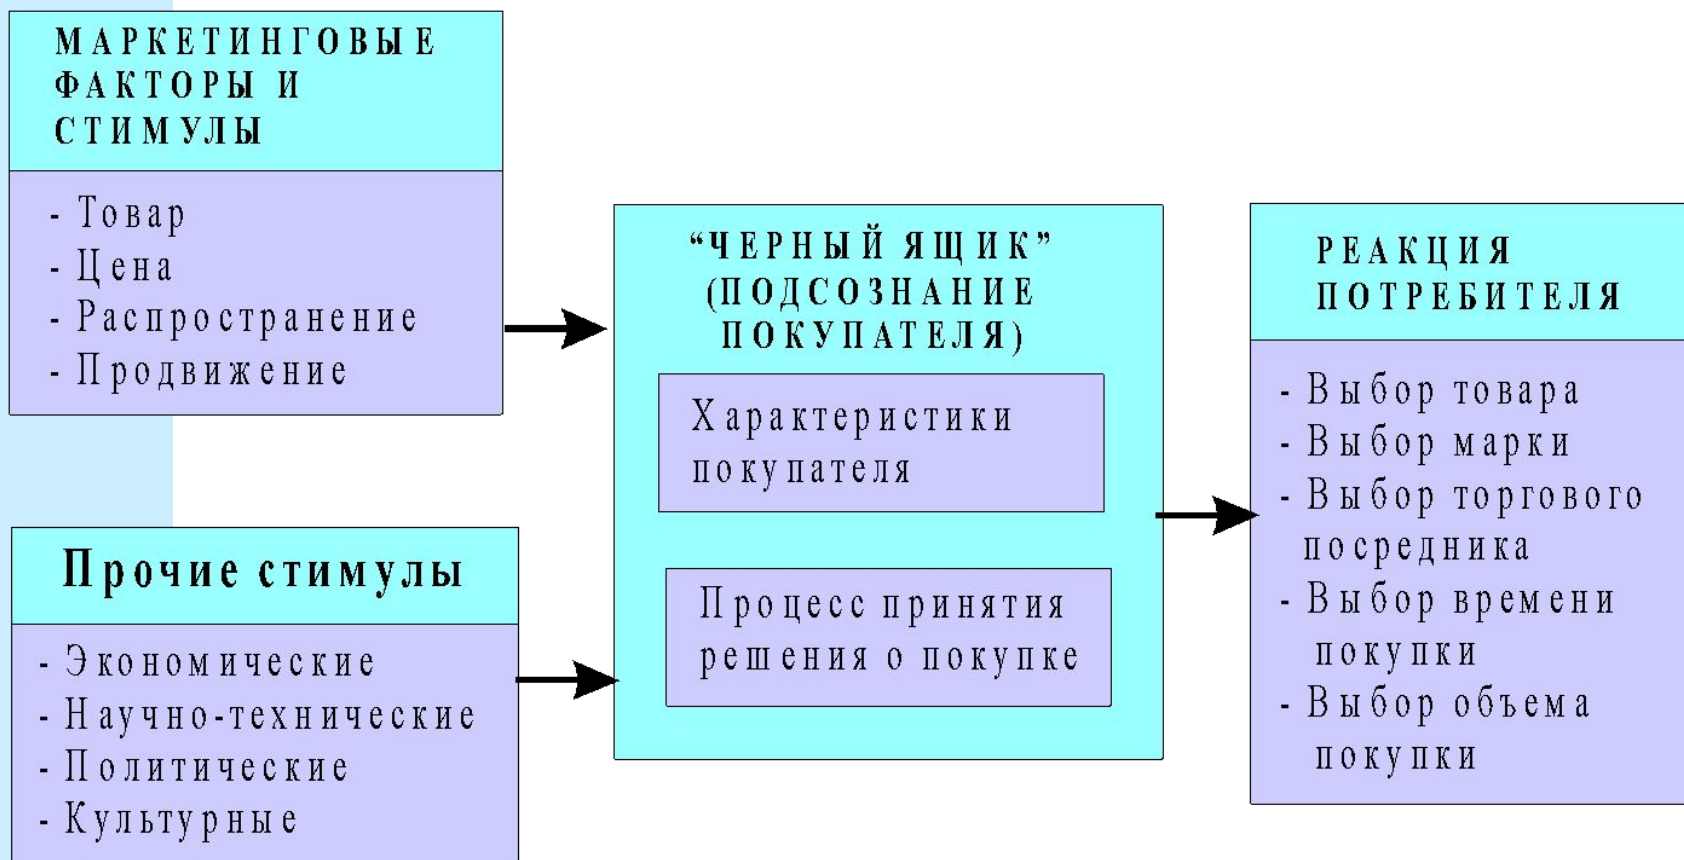 МАРКЕТИНГОВЫЕ
ФАКТОРЫ И
СТИМУЛЫ
- Товар
- Цена
- Распространение
- Продвижение
Прочие стимулы
- Экономические
- Научно-технические
- Политические
- Культурные
“ЧЕРНЫЙ ЯЩИК”
(ПОДСОЗНАНИЕ
ПОКУПАТЕЛЯ)
Характеристики
покупателя
Процесс принятия
решения о покупке
РЕАКЦИЯ
ПОТРЕБИТЕЛЯ
- Выбор товара
- Выбор марки
- Выбор торгового
посредника
- Выбор времени
покупки
- Выбор объема
покупки